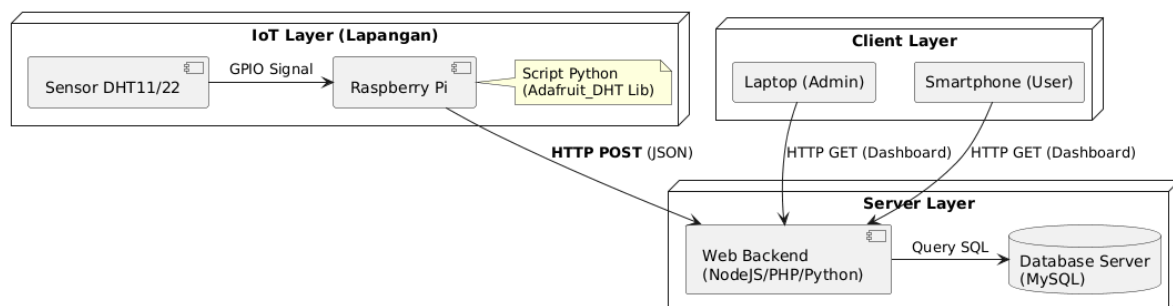 IoT Layer (Lapangan)
Sensor DHT11/22
GPIO Signal
Raspberry Pi
Script Python
(Adafruit_DHT Lib)
Client Layer
Laptop (Admin)
Smartphone (User)
HTTP POST (JSON)
HTTP GET (Dashboard)
HTTP GET (Dashboard)
Server Layer
Web Backend
(NodeJS/PHP/Python)
Query SQL
Database Server
(MySQL)